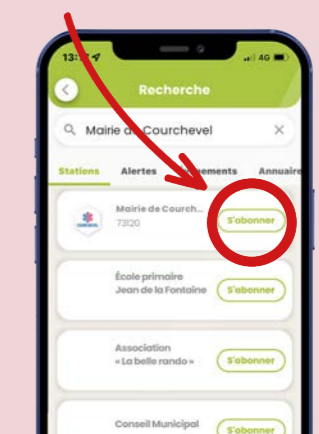 4G
Recherche
Mairie de Courchevel
Stations Alertes Annuaire
Mairie de Courch...
73120
S'abonner
École primaire
Jean de la Fontaine
S'abonner
Association
« La belle rando »
S'abonner
Conseil Municipal
S'abonner